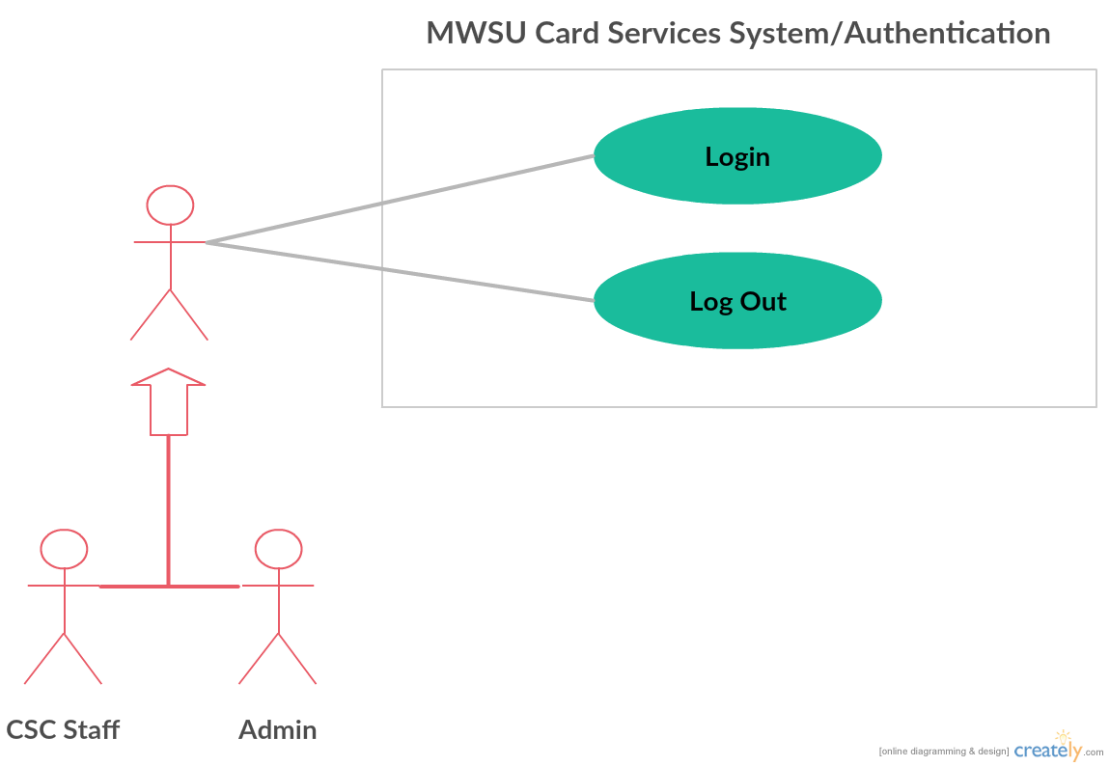 MWSU Card Services System/Authentication
Login
Log Out
CSC Staff
Admin
[online diagramming & design] creately.com